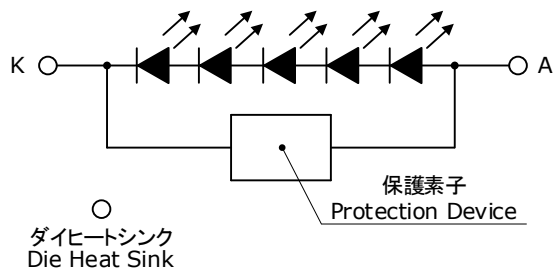 K
A
保護素子
Protection Device
ダイヒートシンク
Die Heat Sink